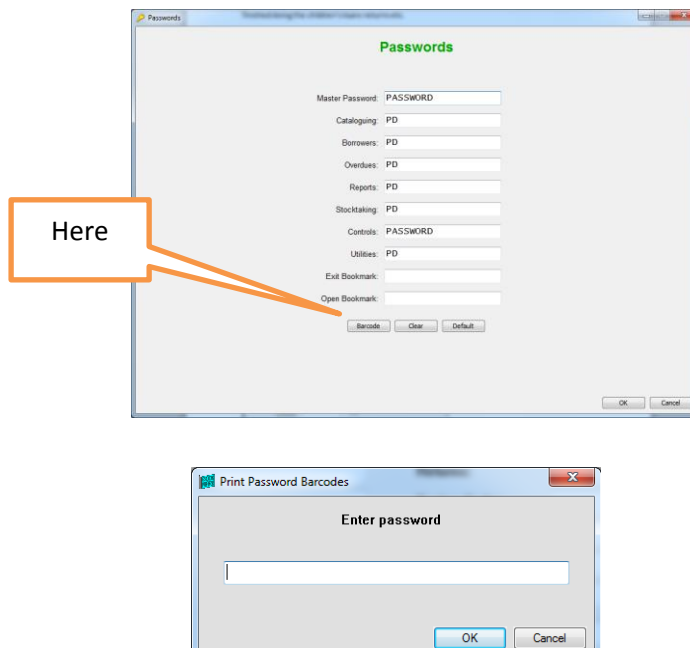 Passwords
Passwords
Master Password: PASSWORD
Cataloguing: PD
Borrowers: PD
Overdues: PD
Reports: PD
Stocktaking: PD
Here
Controls: PASSWORD
Utilities: PD
Exit Bookmark:
Open Bookmark:
Barcode Clear Default
OK Cancel
Print Password Barcodes
Enter password
OK Cancel